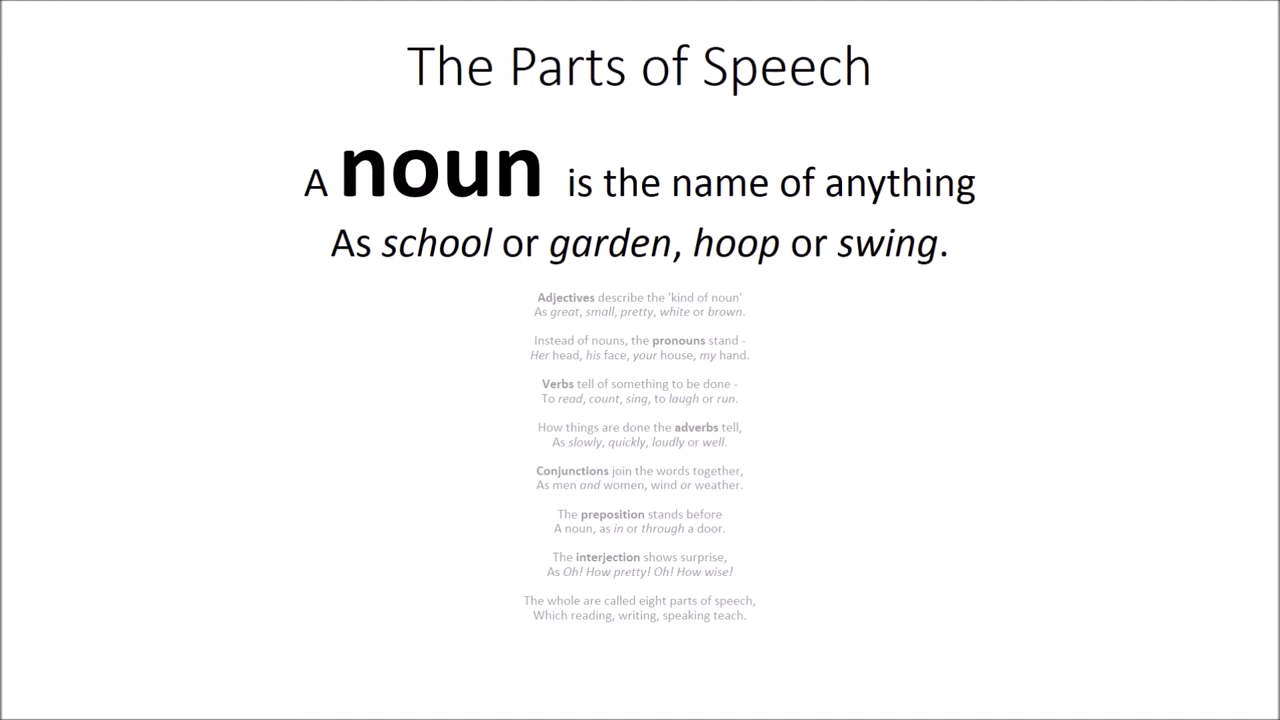 The Parts of Speech
A noun is the name of anything
As school or garden, hoop or swing.
Adjectives describe the 'kind of noun'
As great, small, pretty, white or brown.
Instead of nouns, the pronouns stand -
Her head, his face, your house, my hand.
Verbs tell of something to be done -
To read, count, sing, to laugh or run.
How things are done the adverbs tell,
As slowly, quickly, loudly or well.
Conjunctions join the words together,
As men and women, wind or weather.
The preposition stands before
A noun, as in or through a door.
The interjection shows surprise,
As Oh! How pretty! Oh! How wise!
The whole are called eight parts of speech,
Which reading, writing, speaking teach.